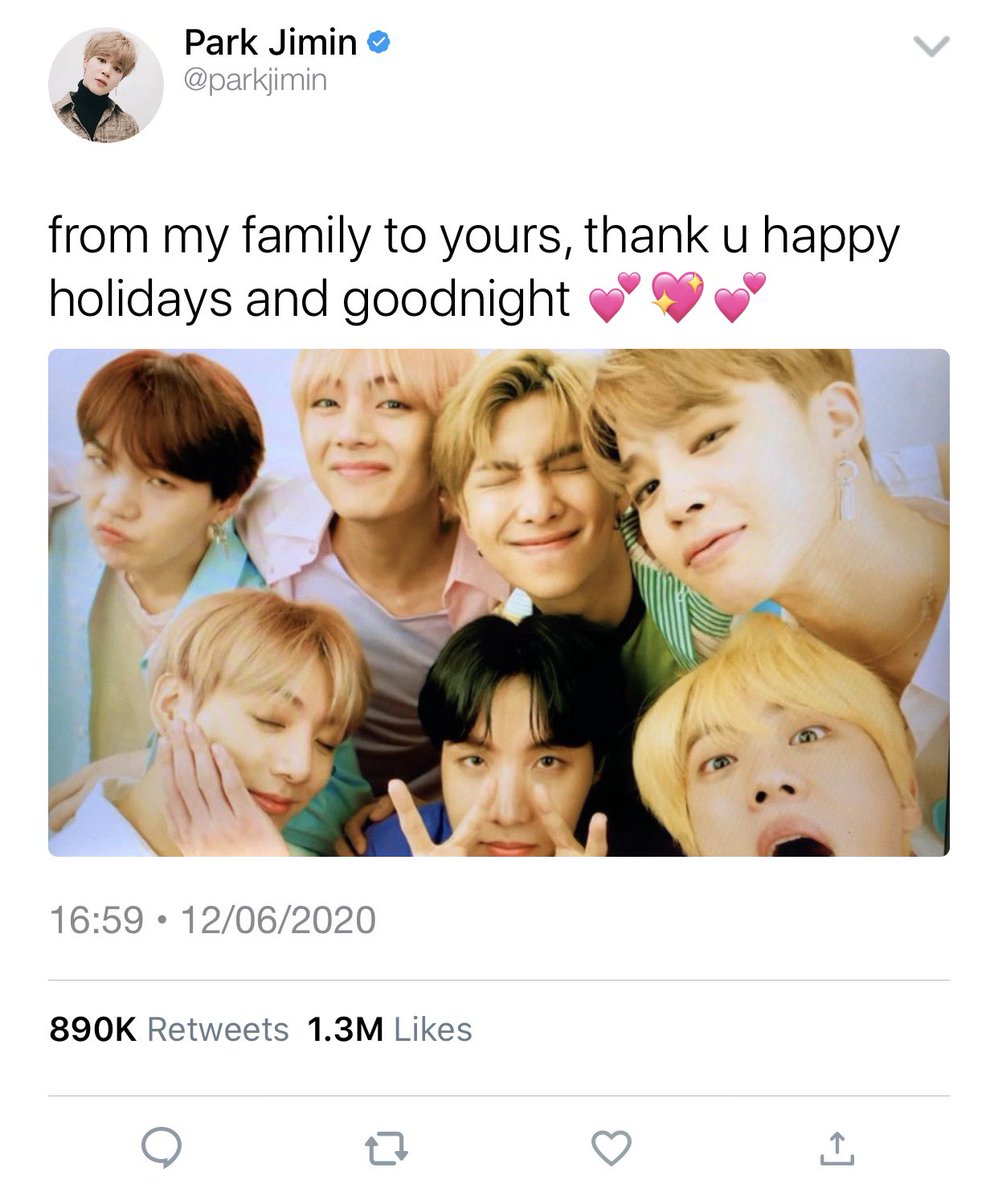 Park Jimin
@parkjimin
from my family to yours, thank u happy
holidays and goodnight 💕💖💕
16:59 • 12/06/2020
890K Retweets 1.3M Likes